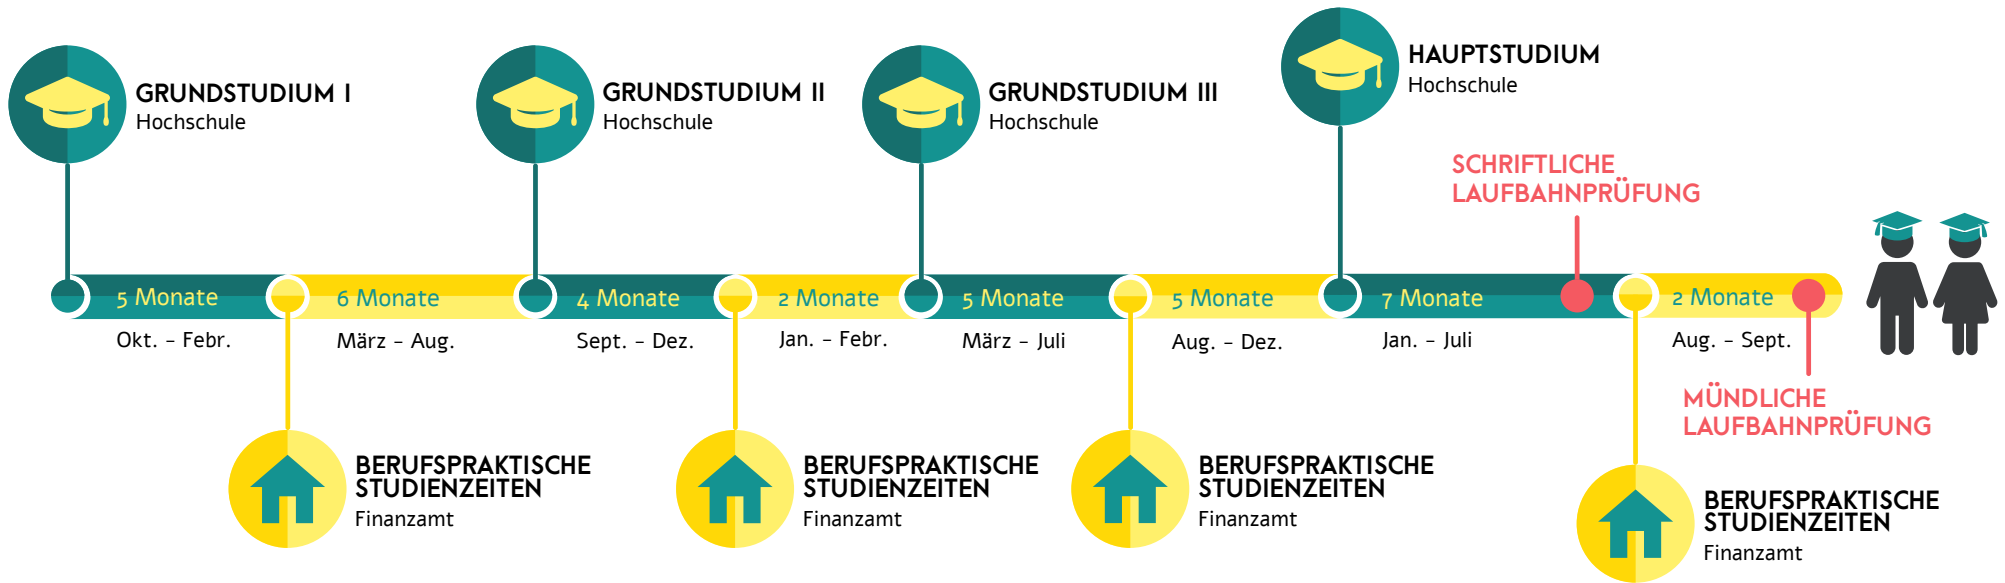 GRUNDSTUDIUM I
Hochschule
GRUNDSTUDIUM II
Hochschule
GRUNDSTUDIUM III
Hochschule
HAUPTSTUDIUM
Hochschule
SCHRIFTLICHE
LAUFBAHNPRÜFUNG
5 Monate
6 Monate
4 Monate
2 Monate
5 Monate
5 Monate
7 Monate
2 Monate
Okt. – Febr.
März – Aug.
Sept. – Dez.
Jan. – Febr.
März – Juli
Aug. – Dez.
Jan. – Juli
Aug. – Sept.
MÜNDLICHE
LAUFBAHNPRÜFUNG
BERUFSPRAKTISCHE
STUDIENZEITEN
Finanzamt
BERUFSPRAKTISCHE
STUDIENZEITEN
Finanzamt
BERUFSPRAKTISCHE
STUDIENZEITEN
Finanzamt
BERUFSPRAKTISCHE
STUDIENZEITEN
Finanzamt